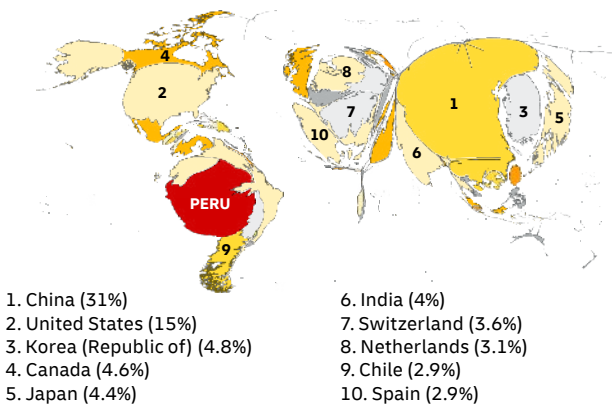 4
2
8
7
10
1
3
5
6
PERU
9
1. China (31%)
2. United States (15%)
3. Korea (Republic of) (4.8%)
4. Canada (4.6%)
5. Japan (4.4%)
6. India (4%)
7. Switzerland (3.6%)
8. Netherlands (3.1%)
9. Chile (2.9%)
10. Spain (2.9%)